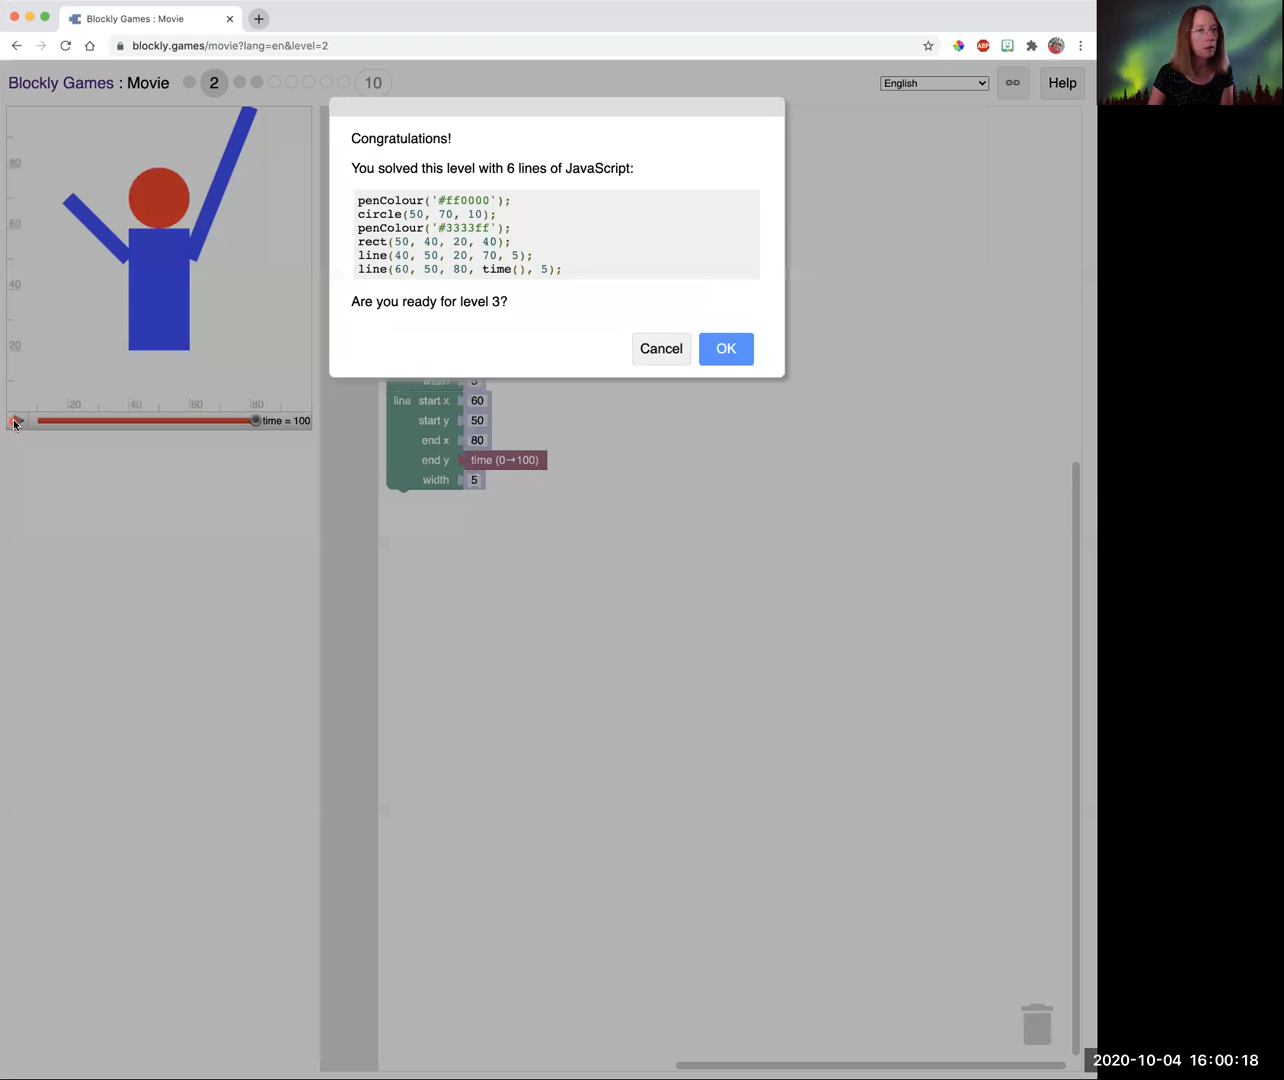 Blockly Games : Movie
blockly.games/movie?lang=en&level=2
ABP
Blockly Games : Movie
2
10
English
Help
Congratulations!
You solved this level with 6 lines of JavaScript:
penColour('#ff0000');
circle(50, 70, 10);
penColour('#3333ff');
rect(50, 40, 20, 40);
line(40, 50, 20, 70, 5);
line(60, 50, 80, time(), 5);
Are you ready for level 3?
Cancel
OK
80
60
40
20
20
40
60
80
time = 100
width 5
line start x 60
start y 50
end x 80
end y time (0→100)
width 5
2020-10-04 16:00:18